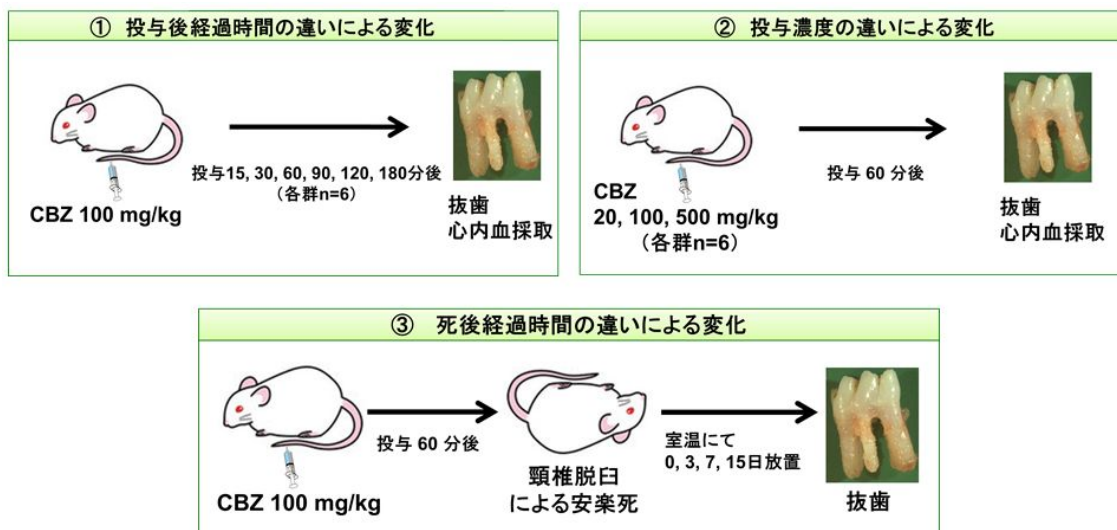 ① 投与後経過時間の違いによる変化
CBZ 100 mg/kg
投与15, 30, 60, 90, 120, 180分後
（各群n=6）
抜歯
心内血採取
② 投与濃度の違いによる変化
CBZ
20, 100, 500 mg/kg
（各群n=6）
投与 60 分後
抜歯
心内血採取
③ 死後経過時間の違いによる変化
CBZ 100 mg/kg
投与 60 分後
頸椎脱臼
による安楽死
室温にて
0, 3, 7, 15日放置
抜歯